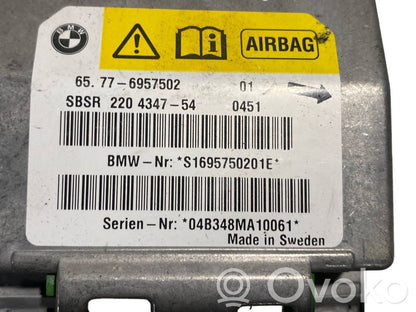 BMW
AIRBAG
65. 77-6957502 01
SBSR 220 4347-54 0451
BMW-Nr: *S1695750201E*
Serien-Nr: *04B348MA10061*
Made in Sweden
Ovoko